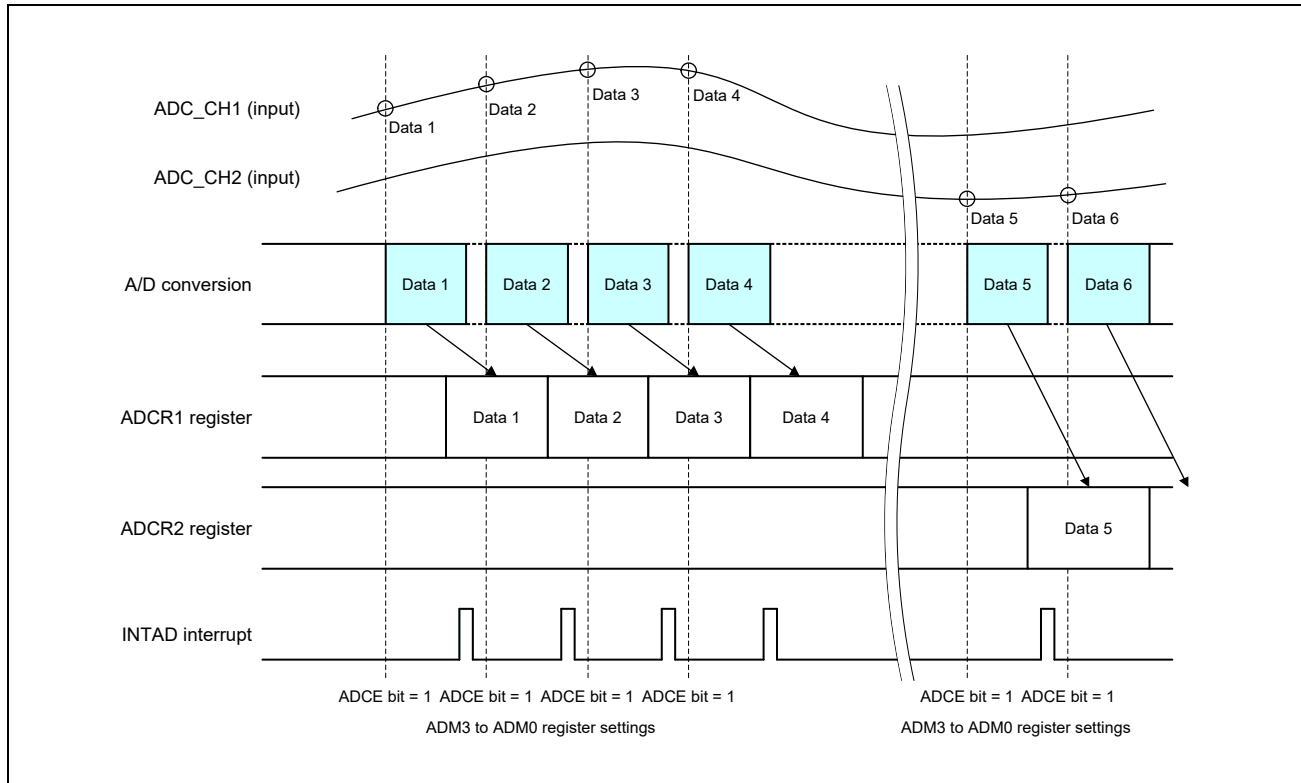 ADC_CH1 (input)
Data 1
Data 2
Data 3
Data 4
ADC_CH2 (input)
Data 5
Data 6
A/D conversion
Data 1
Data 2
Data 3
Data 4
Data 5
Data 6
ADCR1 register
Data 1
Data 2
Data 3
Data 4
ADCR2 register
Data 5
INTAD interrupt
ADCE bit = 1 ADCE bit = 1 ADCE bit = 1 ADCE bit = 1
ADCE bit = 1 ADCE bit = 1
ADM3 to ADM0 register settings
ADM3 to ADM0 register settings